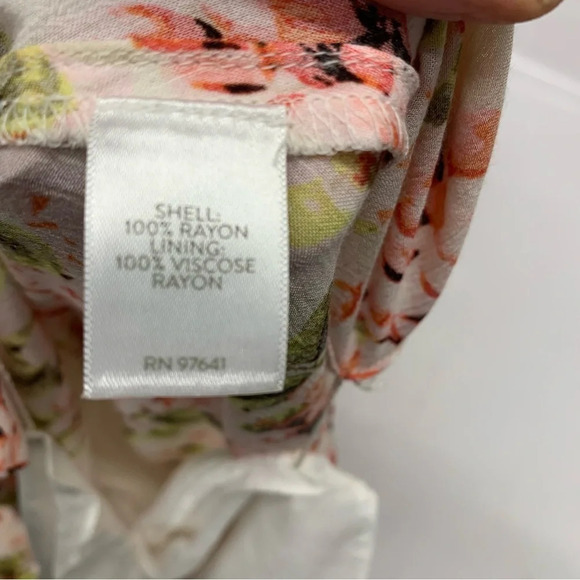 SHELL:
100% RAYON
LINING:
100% VISCOSE
RAYON
RN 97641